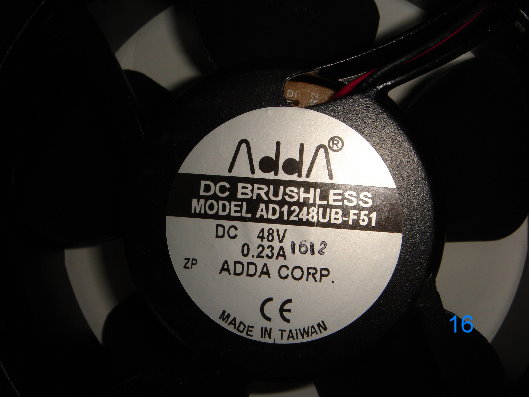 AddA®
DC BRUSHLESS
MODEL AD1248UB-F51
DC 48V
0.23A 1612
ZP ADDA CORP.
CE
MADE IN TAIWAN
16